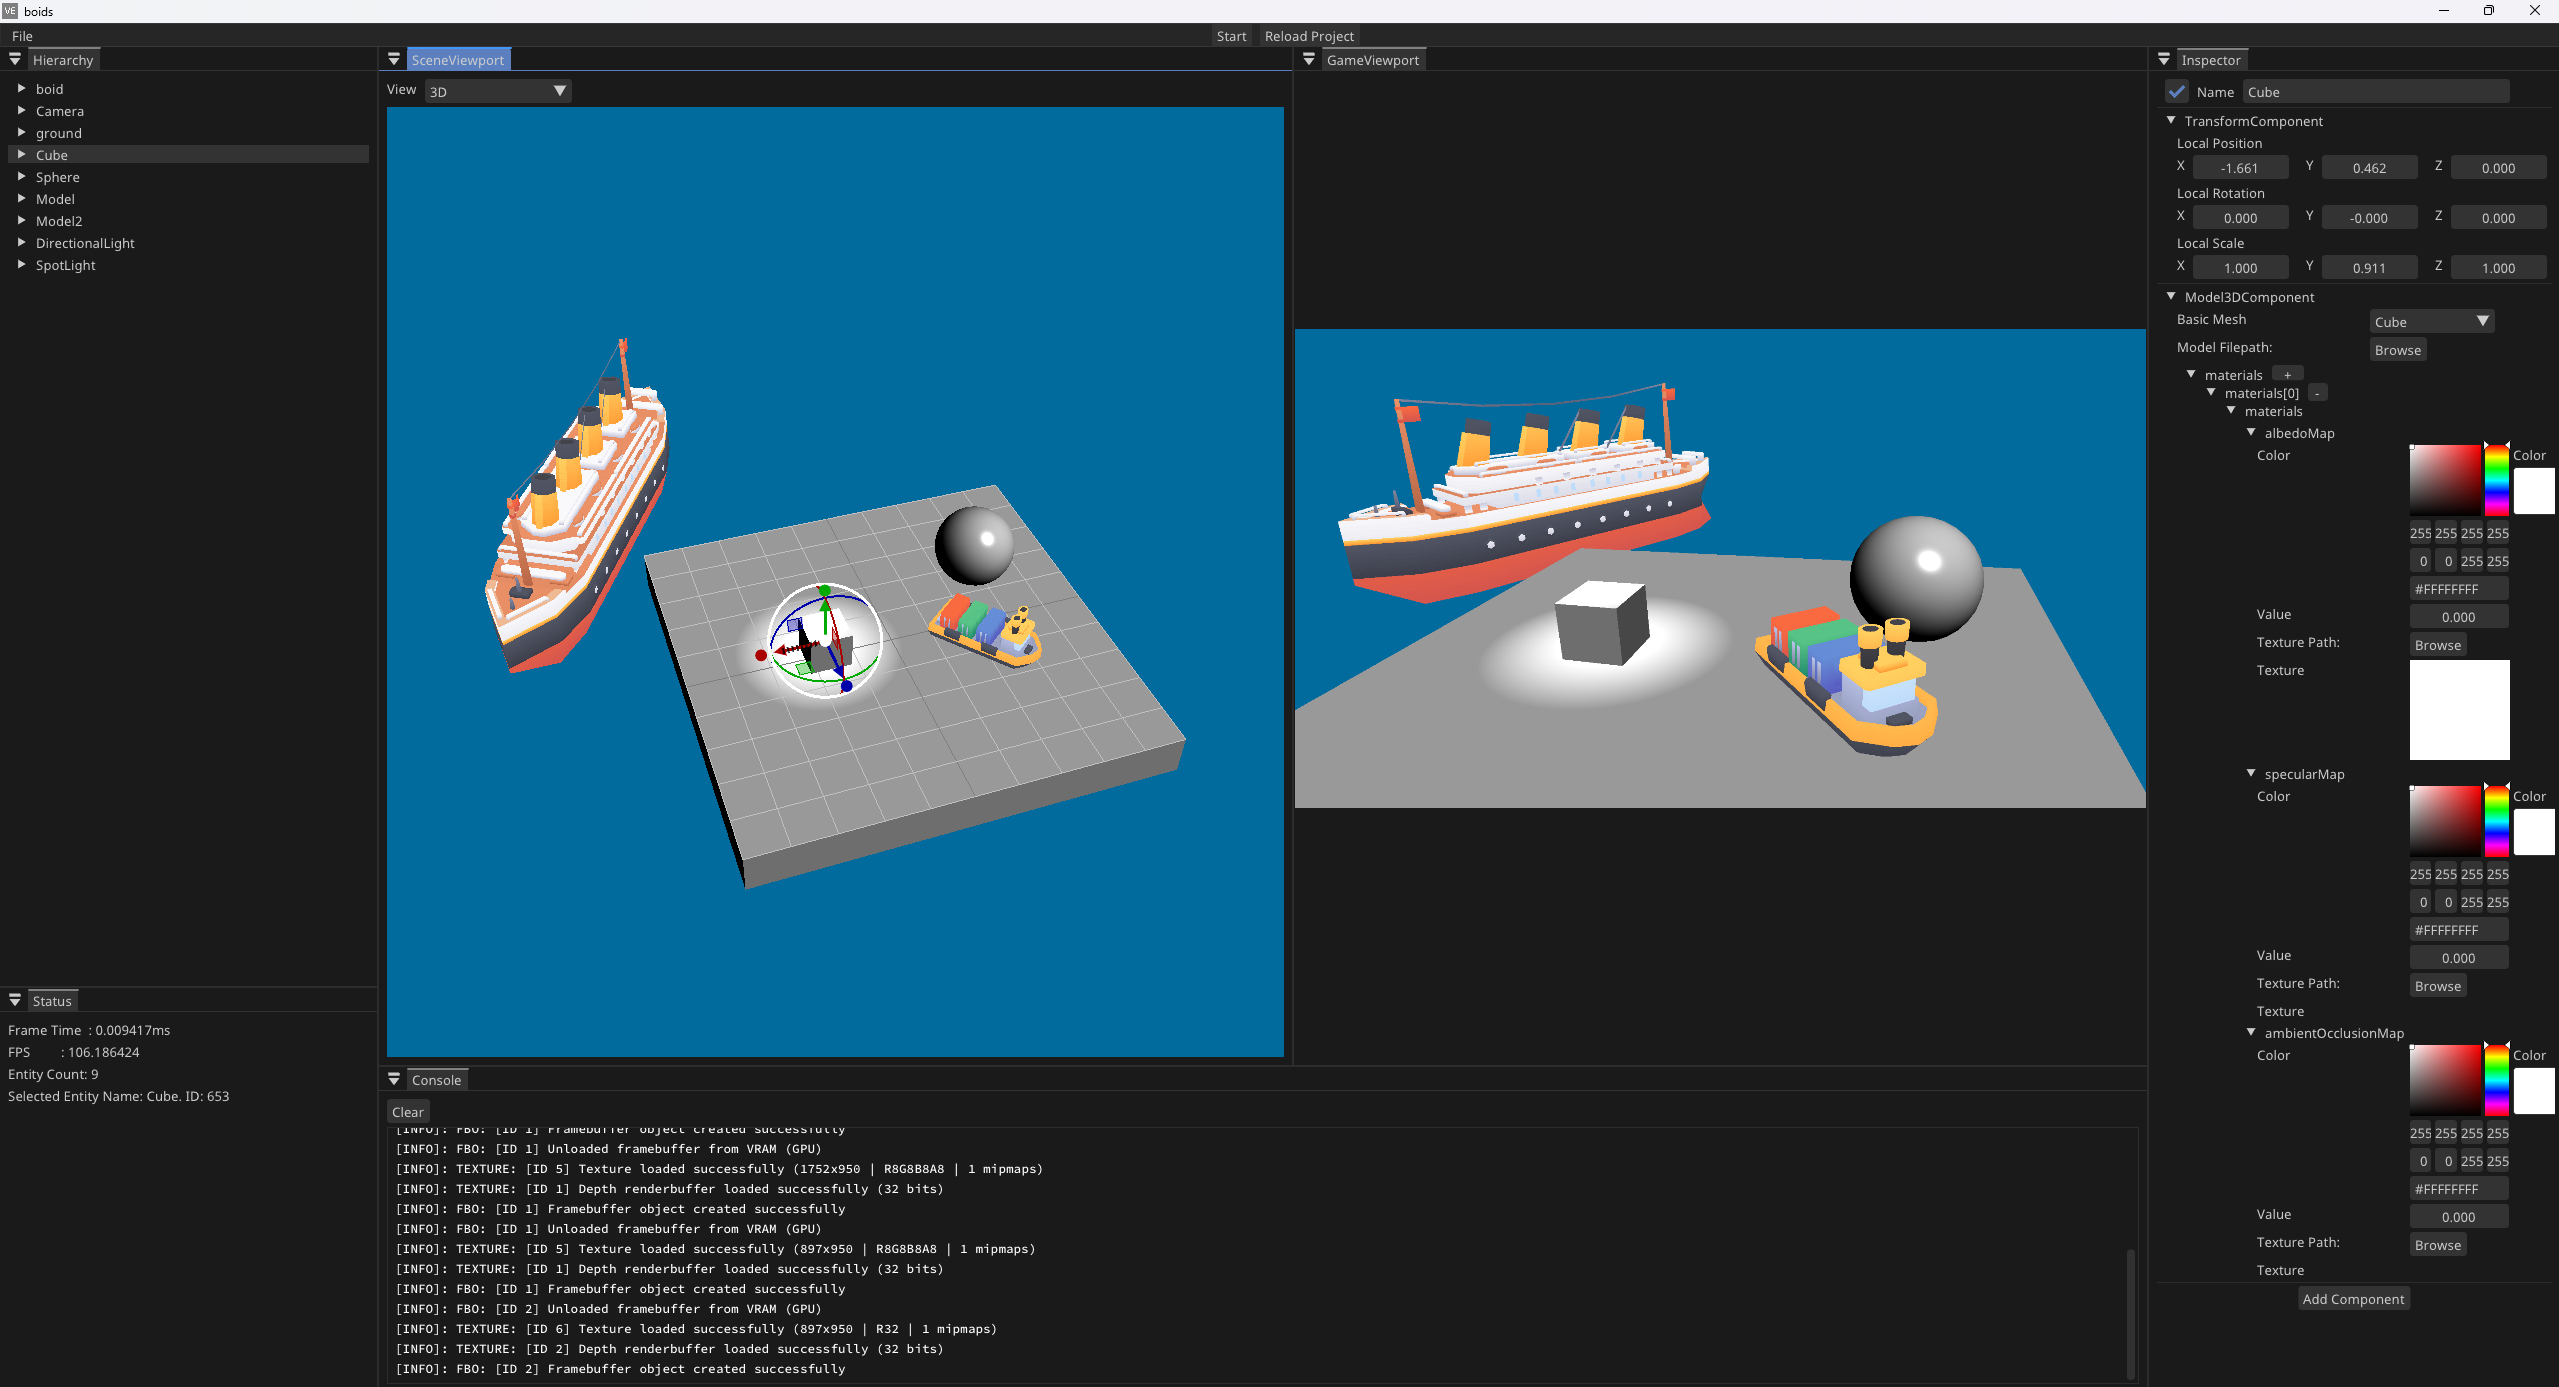 VE boids
File
Start Reload Project
Hierarchy
boid
Camera
ground
Cube
Sphere
Model
Model2
DirectionalLight
SpotLight
Status
Frame Time : 0.009417ms
FPS : 106.186424
Entity Count: 9
Selected Entity Name: Cube. ID: 653
SceneViewport
View 3D
GameViewport
Console
Clear
[INFO]: FBO: [ID 1] Framebuffer object created successfully
[INFO]: FBO: [ID 1] Unloaded framebuffer from VRAM (GPU)
[INFO]: TEXTURE: [ID 5] Texture loaded successfully (1752x950 | R8G8B8A8 | 1 mipmaps)
[INFO]: TEXTURE: [ID 1] Depth renderbuffer loaded successfully (32 bits)
[INFO]: FBO: [ID 1] Framebuffer object created successfully
[INFO]: FBO: [ID 1] Unloaded framebuffer from VRAM (GPU)
[INFO]: TEXTURE: [ID 5] Texture loaded successfully (897x950 | R8G8B8A8 | 1 mipmaps)
[INFO]: TEXTURE: [ID 1] Depth renderbuffer loaded successfully (32 bits)
[INFO]: FBO: [ID 1] Framebuffer object created successfully
[INFO]: FBO: [ID 2] Unloaded framebuffer from VRAM (GPU)
[INFO]: TEXTURE: [ID 6] Texture loaded successfully (897x950 | R32 | 1 mipmaps)
[INFO]: TEXTURE: [ID 2] Depth renderbuffer loaded successfully (32 bits)
[INFO]: FBO: [ID 2] Framebuffer object created successfully
Inspector
Name Cube
TransformComponent
Local Position
X -1.661 Y 0.462 Z 0.000
Local Rotation
X 0.000 Y -0.000 Z 0.000
Local Scale
X 1.000 Y 0.911 Z 1.000
Model3DComponent
Basic Mesh Cube
Model Filepath: Browse
materials +
materials[0] -
materials
albedoMap
Color Color
255 255 255 255
0 0 255 255
#FFFFFFFF
Value 0.000
Texture Path: Browse
Texture
specularMap
Color Color
255 255 255 255
0 0 255 255
#FFFFFFFF
Value 0.000
Texture Path: Browse
Texture
ambientOcclusionMap
Color Color
255 255 255 255
0 0 255 255
#FFFFFFFF
Value 0.000
Texture Path: Browse
Texture
Add Component